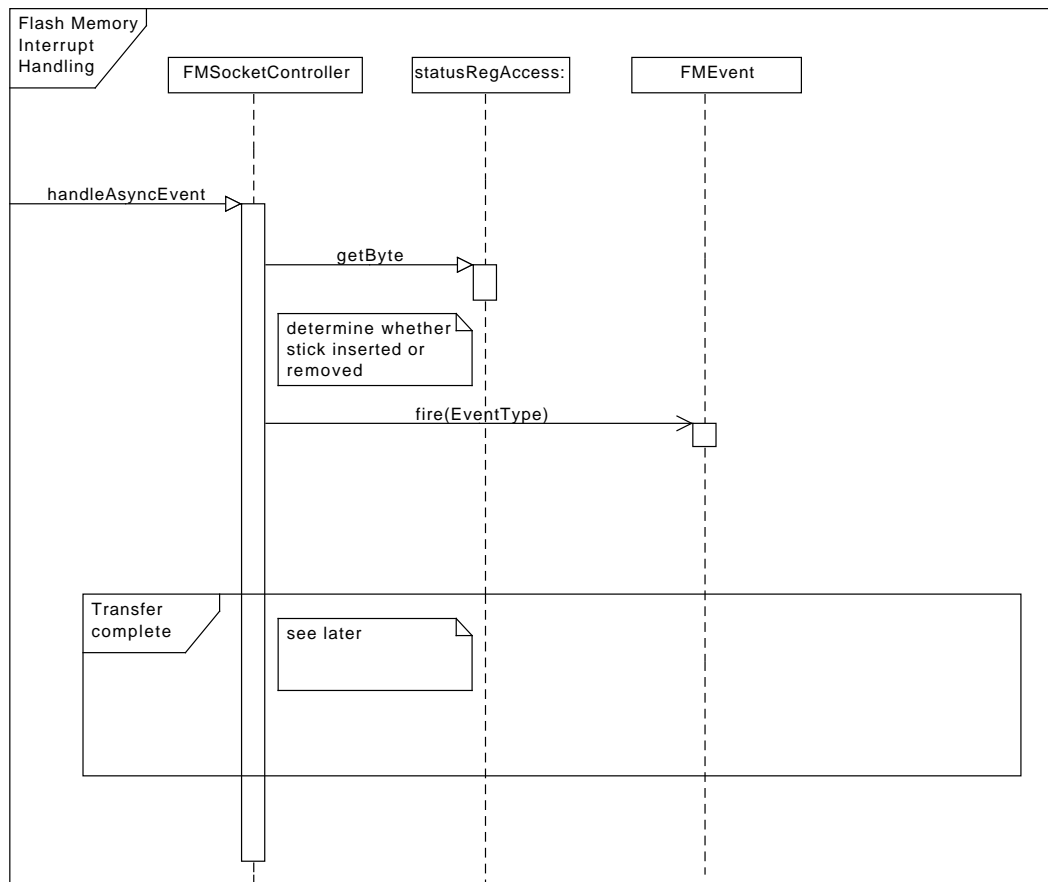 Flash Memory
Interrupt
Handling
FMSocketController
statusRegAccess:
FMEvent
handleAsyncEvent
getByte
determine whether
stick inserted or
removed
fire(EventType)
Transfer
complete
see later